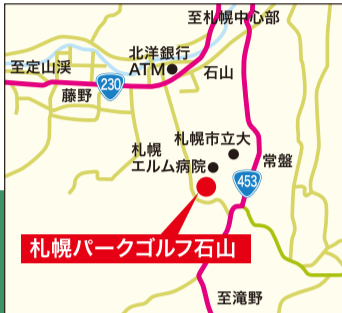 至札幌中心部
北洋銀行
ATM
石山
至定山渓
230
藤野
札幌市立大
札幌
エルム病院
常盤
453
札幌パークゴルフ石山
至滝野